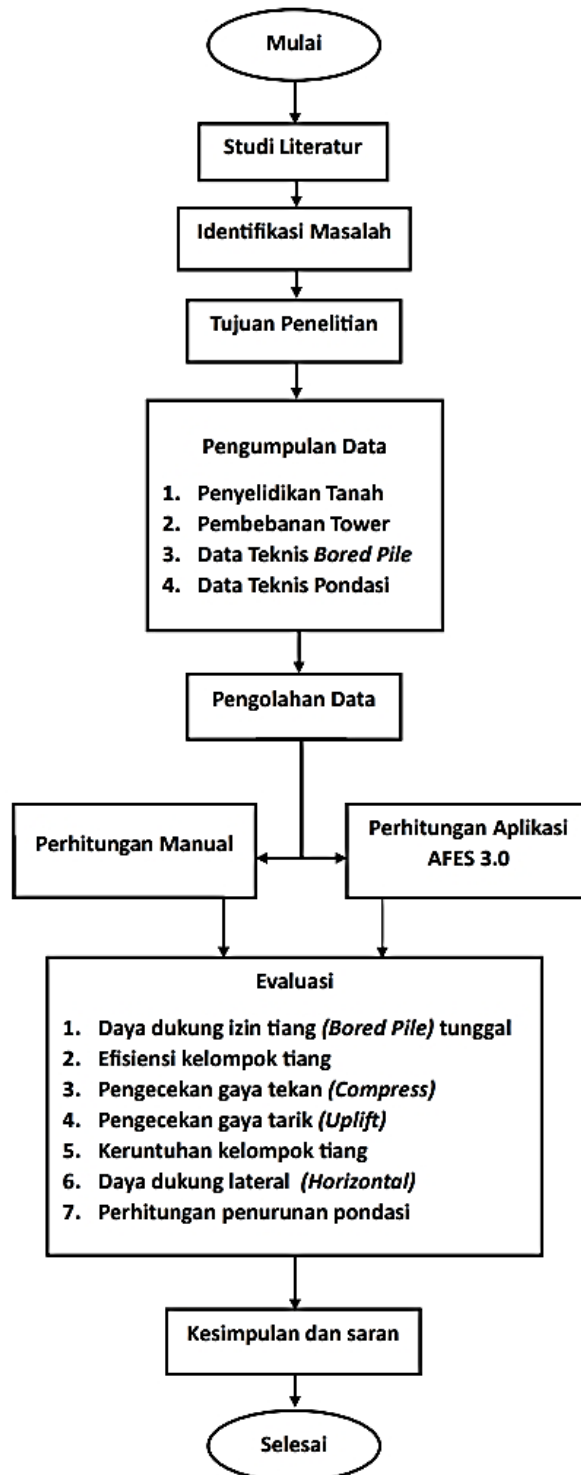 Mulai
Studi Literatur
Identifikasi Masalah
Tujuan Penelitian
Pengumpulan Data
1. Penyelidikan Tanah
2. Pembebanan Tower
3. Data Teknis Bored Pile
4. Data Teknis Pondasi
Pengolahan Data
Perhitungan Manual
Perhitungan Aplikasi
AFES 3.0
Evaluasi
1. Daya dukung izin tiang (Bored Pile) tunggal
2. Efisiensi kelompok tiang
3. Pengecekan gaya tekan (Compress)
4. Pengecekan gaya tarik (Uplift)
5. Keruntuhan kelompok tiang
6. Daya dukung lateral (Horizontal)
7. Perhitungan penurunan pondasi
Kesimpulan dan saran
Selesai